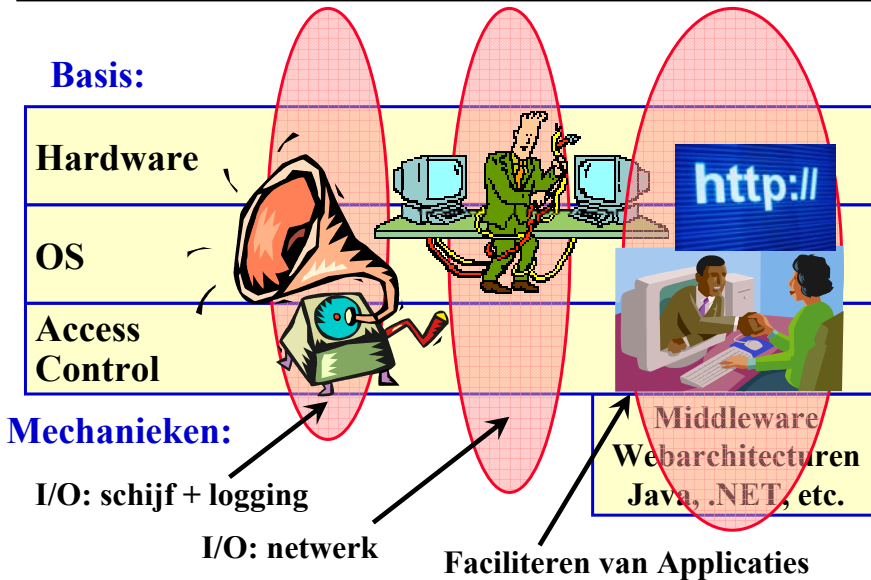 Basis:
Hardware
http://
OS
Access
Control
Mechanieken:
Middleware
Webarchitecturen
Java, .NET, etc.
I/O: schijf + logging
I/O: netwerk
Faciliteren van Applicaties